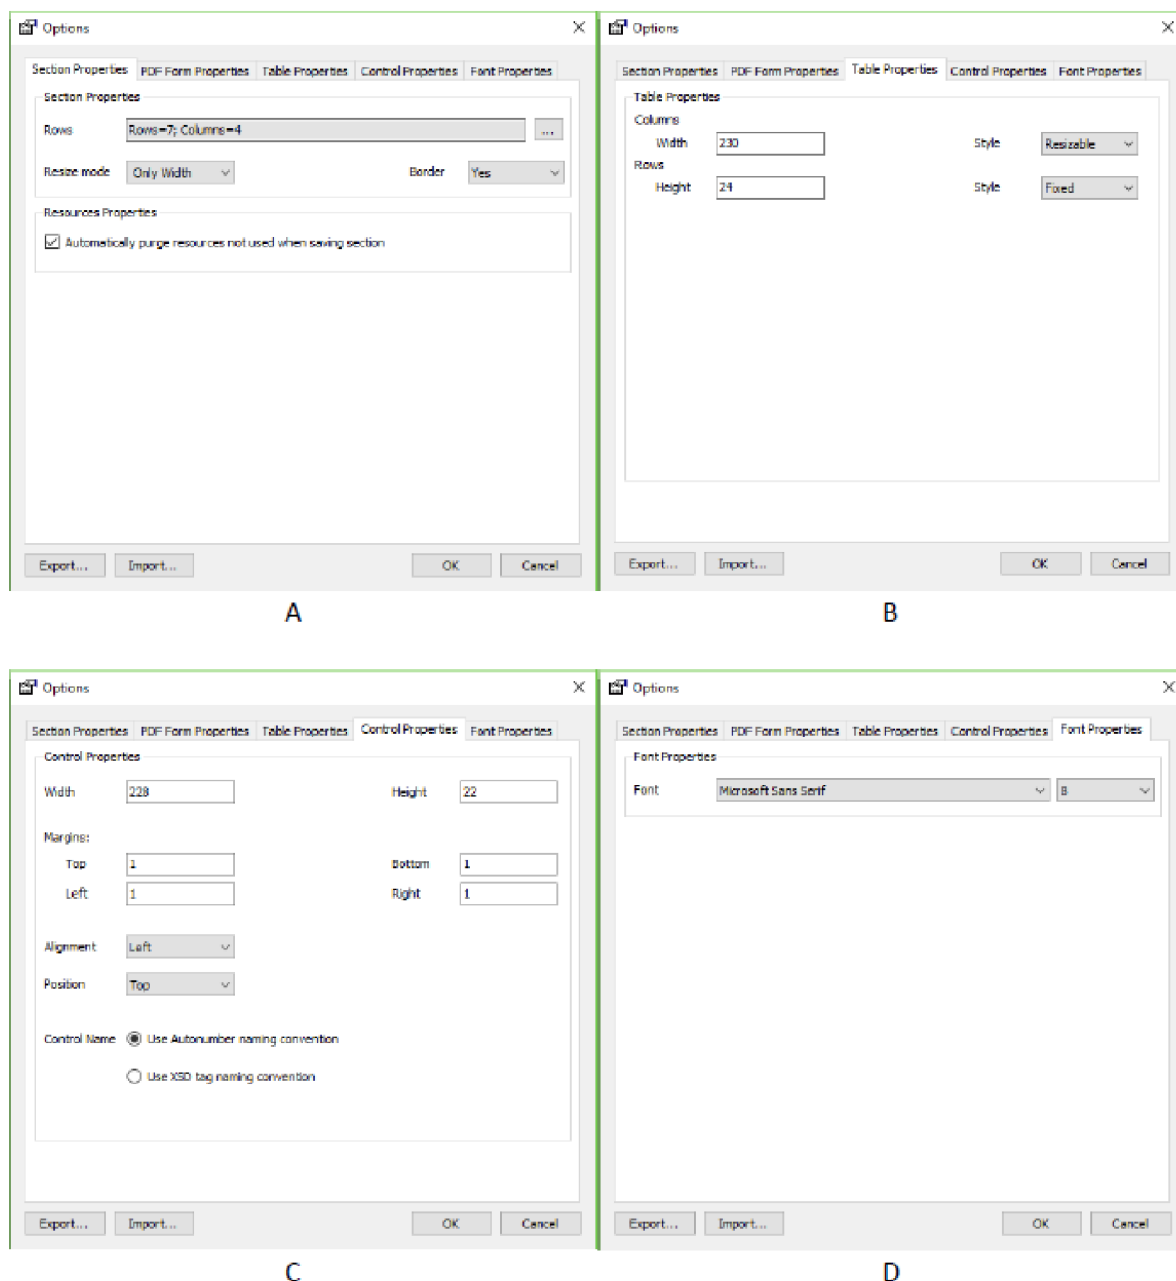 Options
Section Properties PDF Form Properties Table Properties Control Properties Font Properties
Section Properties
Rows Rows=7; Columns=4 ...
Resize mode Only Width Border Yes
Resources Properties
Automatically purge resources not used when saving section
Export... Import... OK Cancel
A
Options
Section Properties PDF Form Properties Table Properties Control Properties Font Properties
Table Properties
Columns
Width 230 Style Resizable
Rows
Height 24 Style Fixed
Export... Import... OK Cancel
B
Options
Section Properties PDF Form Properties Table Properties Control Properties Font Properties
Control Properties
Width 228 Height 22
Margins:
Top 1 Bottom 1
Left 1 Right 1
Alignment Left
Position Top
Control Name Use Autonumber naming convention
Use XSD tag naming convention
Export... Import... OK Cancel
C
Options
Section Properties PDF Form Properties Table Properties Control Properties Font Properties
Font Properties
Font Microsoft Sans Serif
Export... Import... OK Cancel
D